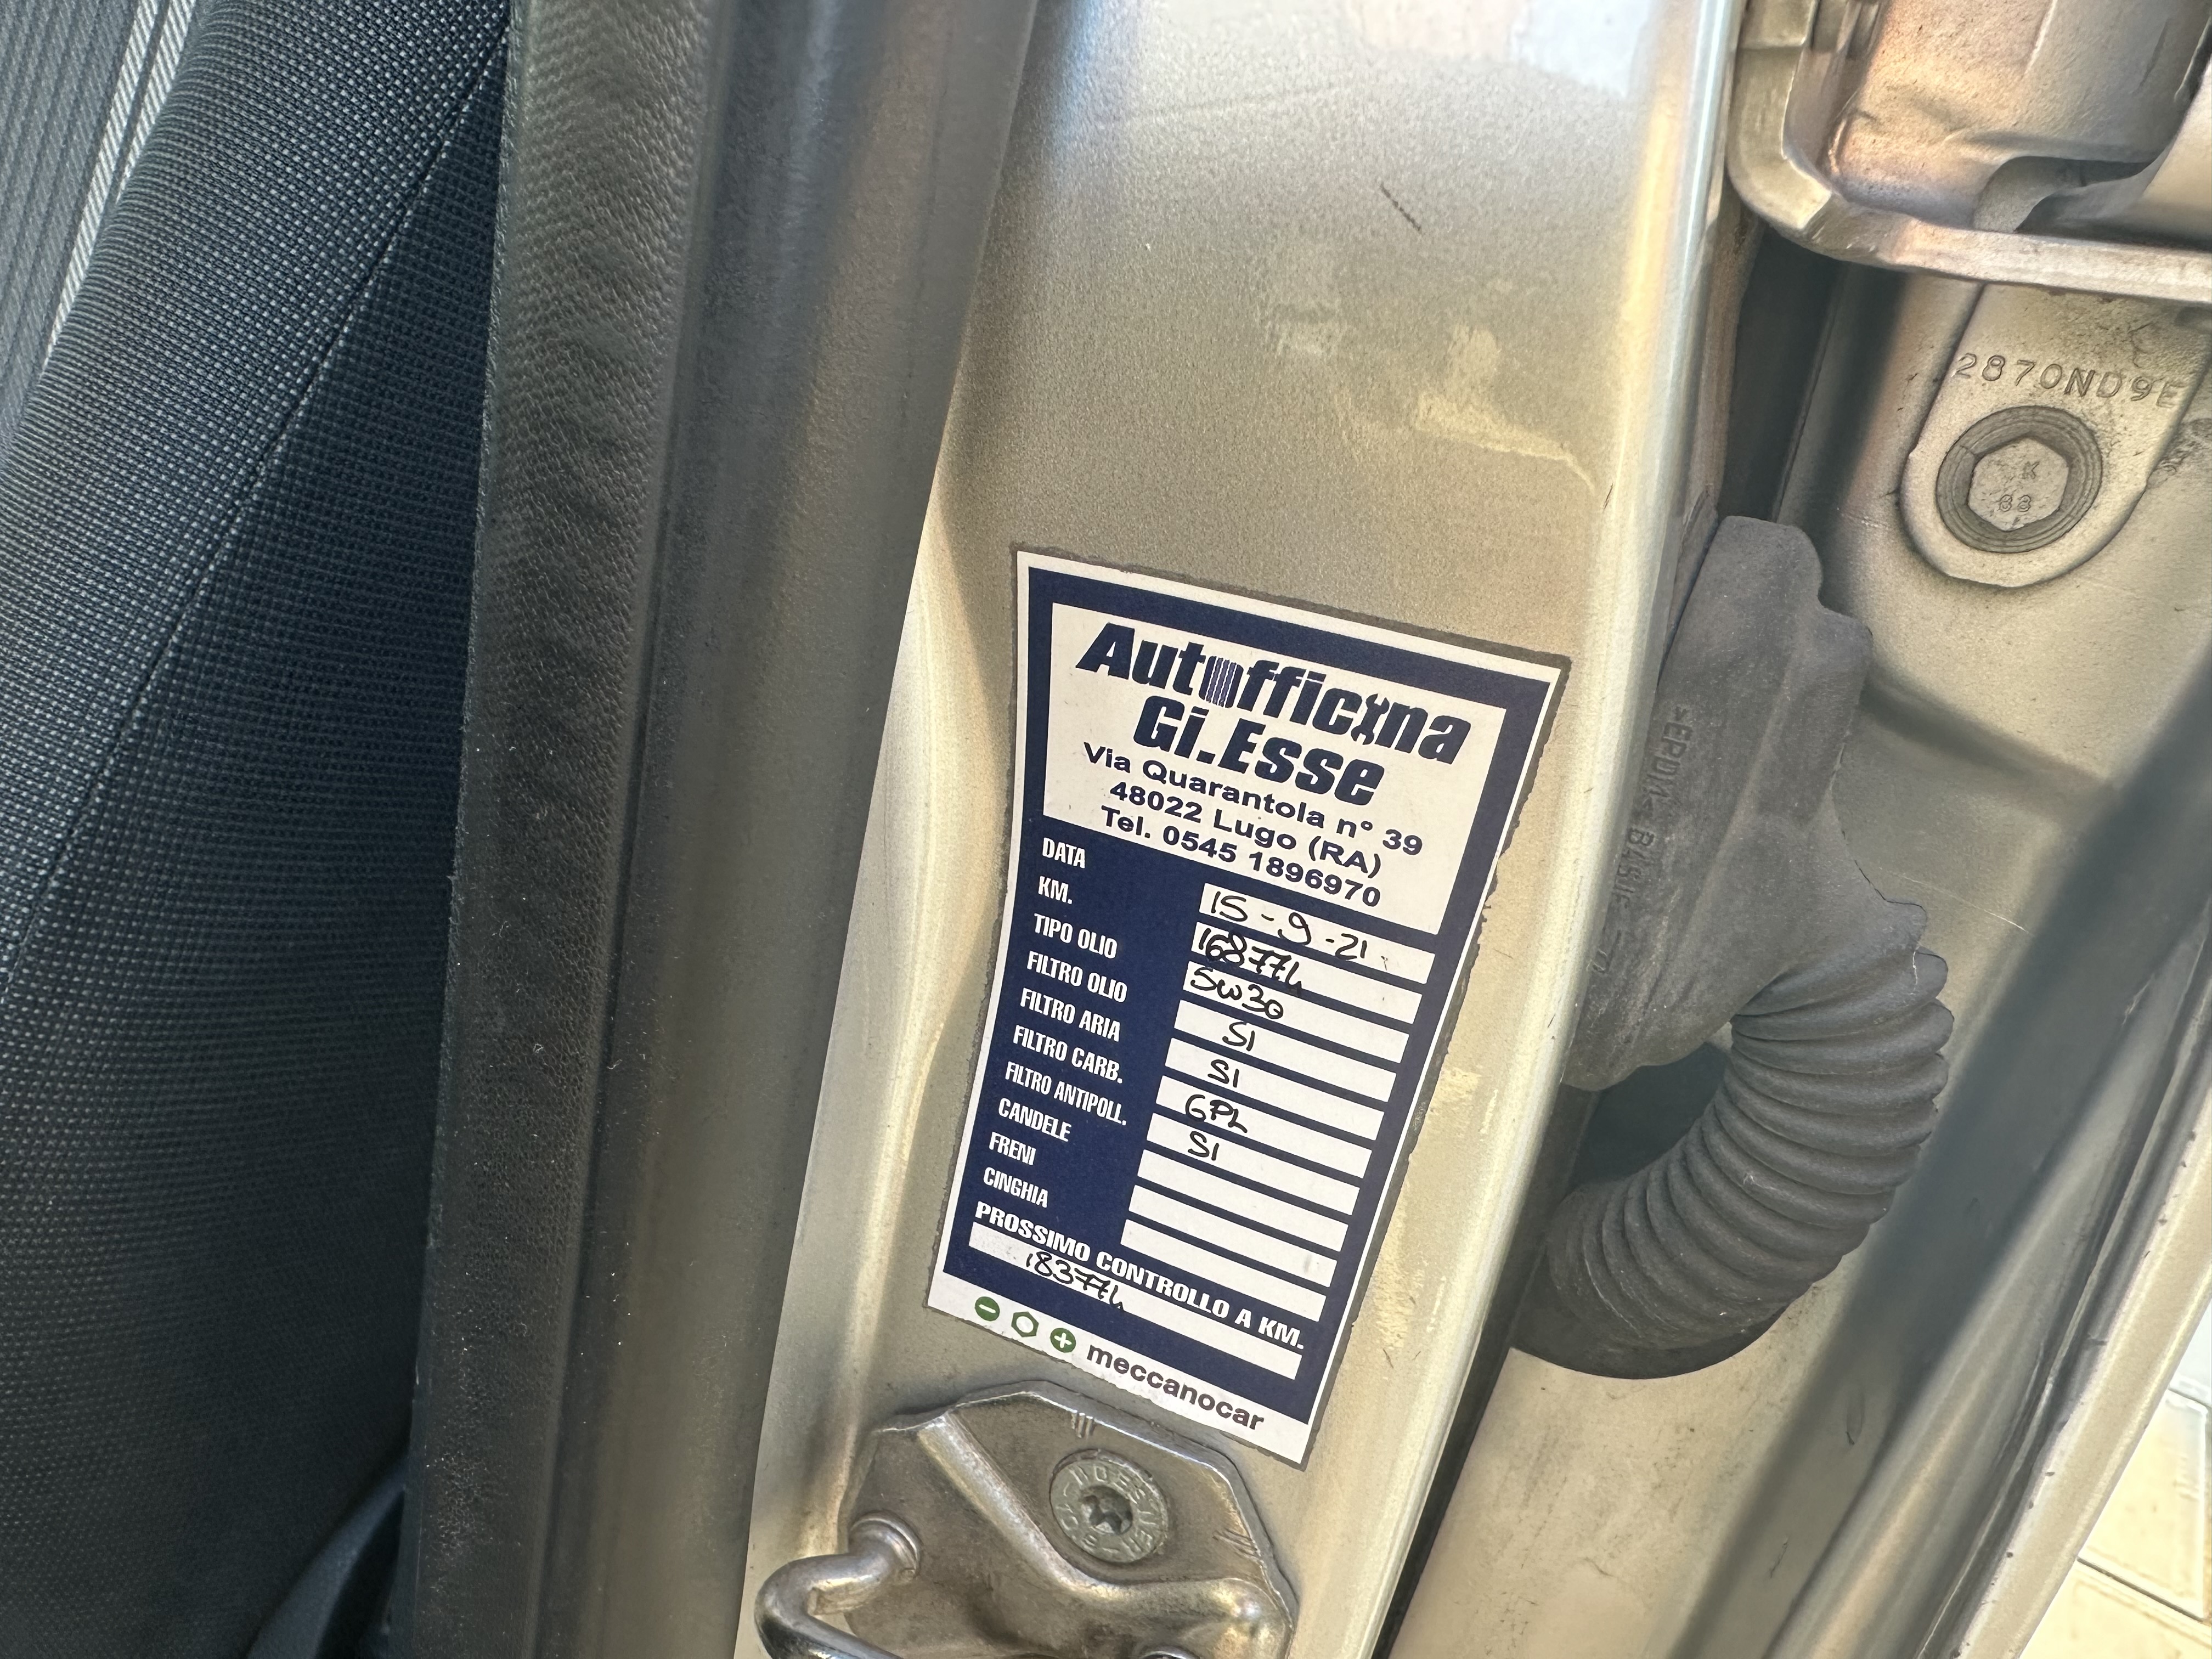 Autofficina
Gi.Esse
Via Quarantola n° 39
48022 Lugo (RA)
Tel. 0545 1896970
DATA 15-9-21
KM. 168774
TIPO OLIO 5W30
FILTRO OLIO SI
FILTRO ARIA SI
FILTRO CARB. GPL
FILTRO ANTIPOLL. SI
CANDELE
FRENI
CINGHIA
PROSSIMO CONTROLLO A KM.
183774
meccanocar
2870ND9E
K